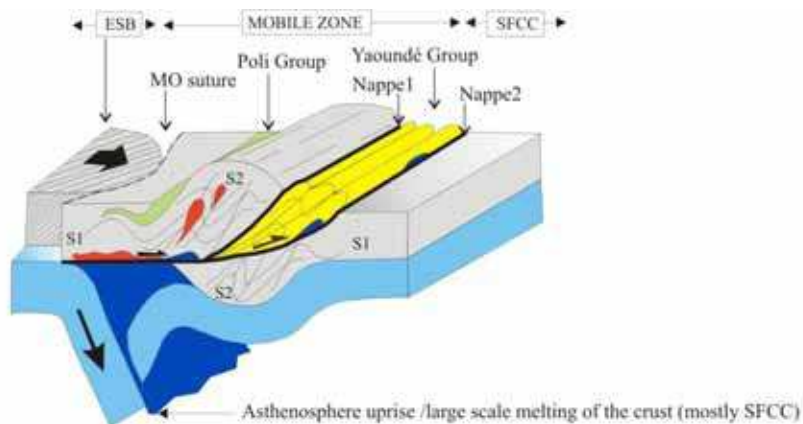 ESB MOBILE ZONE SFCC
Poli Group Yaoundé Group
MO suture Nappe1 Nappe2
S2
S1 S1
S2
Asthenosphere uprise /large scale melting of the crust (mostly SFCC)